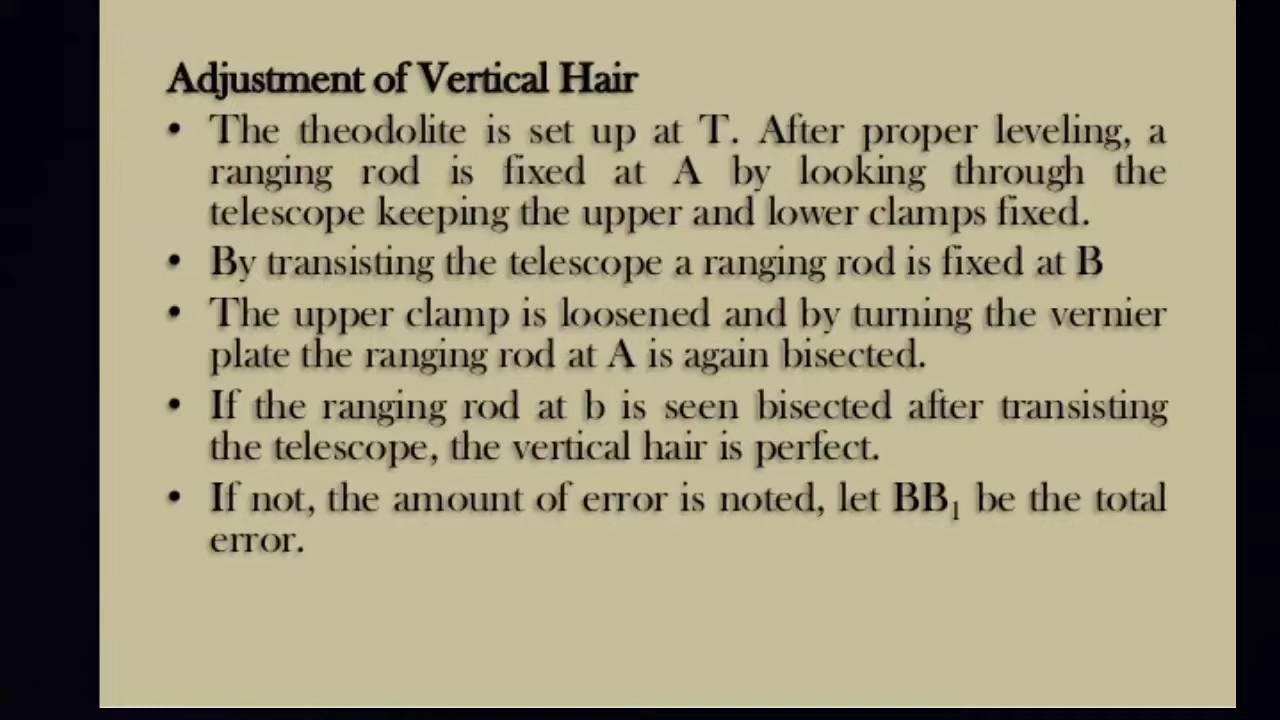 Adjustment of Vertical Hair
• The theodolite is set up at T. After proper leveling, a
ranging rod is fixed at A by looking through the
telescope keeping the upper and lower clamps fixed.
• By transisting the telescope a ranging rod is fixed at B
• The upper clamp is loosened and by turning the vernier
plate the ranging rod at A is again bisected.
• If the ranging rod at b is seen bisected after transisting
the telescope, the vertical hair is perfect.
• If not, the amount of error is noted, let BB₁ be the total
error.